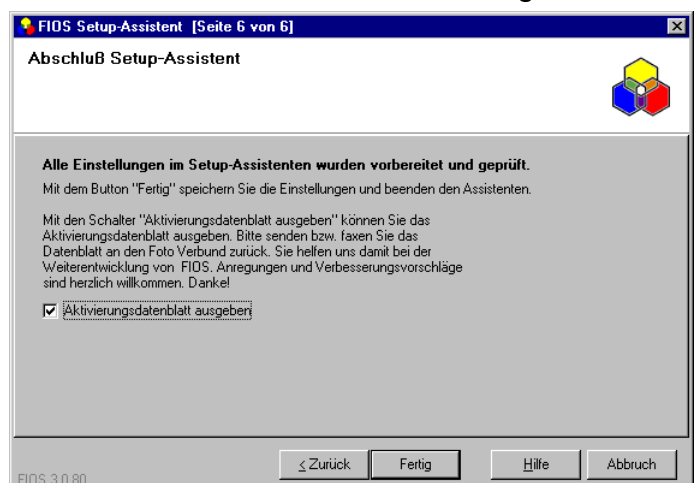 FIOS Setup-Assistent [Seite 6 von 6]
Abschluß Setup-Assistent
Alle Einstellungen im Setup-Assistenten wurden vorbereitet und geprüft.
Mit dem Button "Fertig" speichern Sie die Einstellungen und beenden den Assistenten.
Mit den Schalter "Aktivierungsdatenblatt ausgeben" können Sie das
Aktivierungsdatenblatt ausgeben. Bitte senden bzw. faxen Sie das
Datenblatt an den Foto Verbund zurück. Sie helfen uns damit bei der
Weiterentwicklung von FIOS. Anregungen und Verbesserungsvorschläge
sind herzlich willkommen. Danke!
Aktivierungsdatenblatt ausgeben
< Zurück Fertig Hilfe Abbruch
FIOS 3.0.80